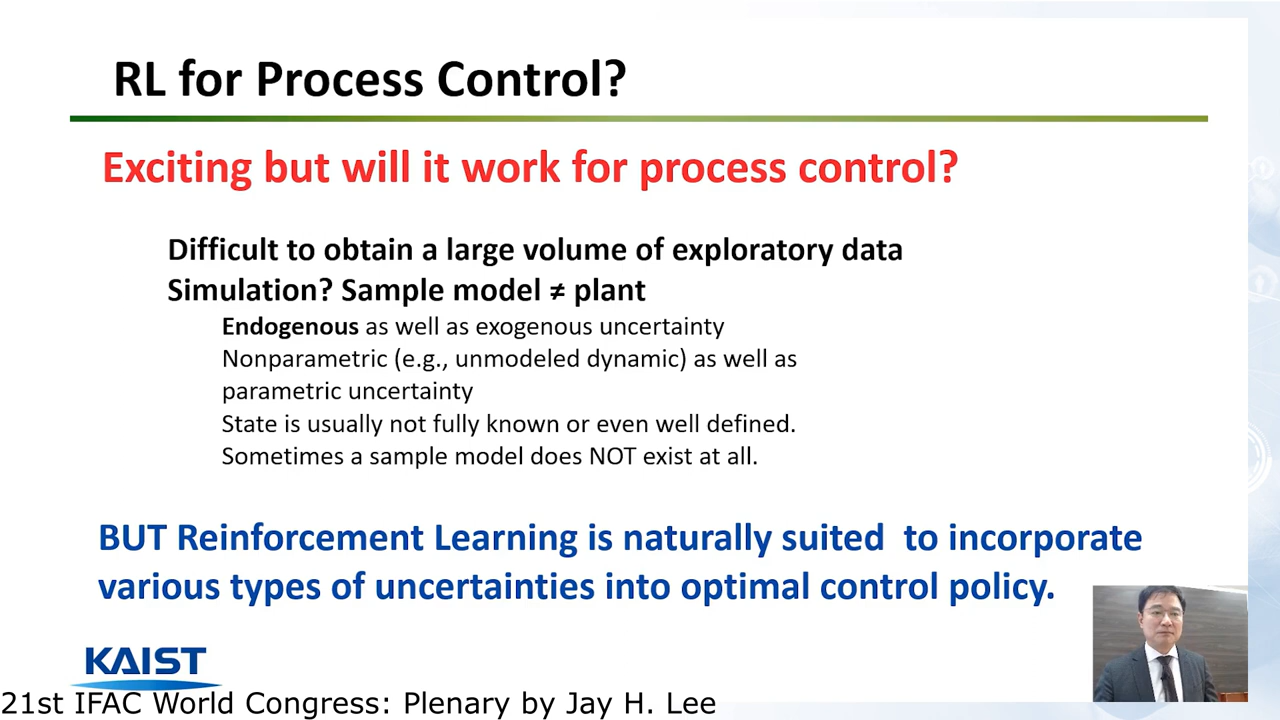 RL for Process Control?
Exciting but will it work for process control?
Difficult to obtain a large volume of exploratory data
Simulation? Sample model ≠ plant
Endogenous as well as exogenous uncertainty
Nonparametric (e.g., unmodeled dynamic) as well as
parametric uncertainty
State is usually not fully known or even well defined.
Sometimes a sample model does NOT exist at all.
BUT Reinforcement Learning is naturally suited to incorporate
various types of uncertainties into optimal control policy.
KAIST
21st IFAC World Congress: Plenary by Jay H. Lee